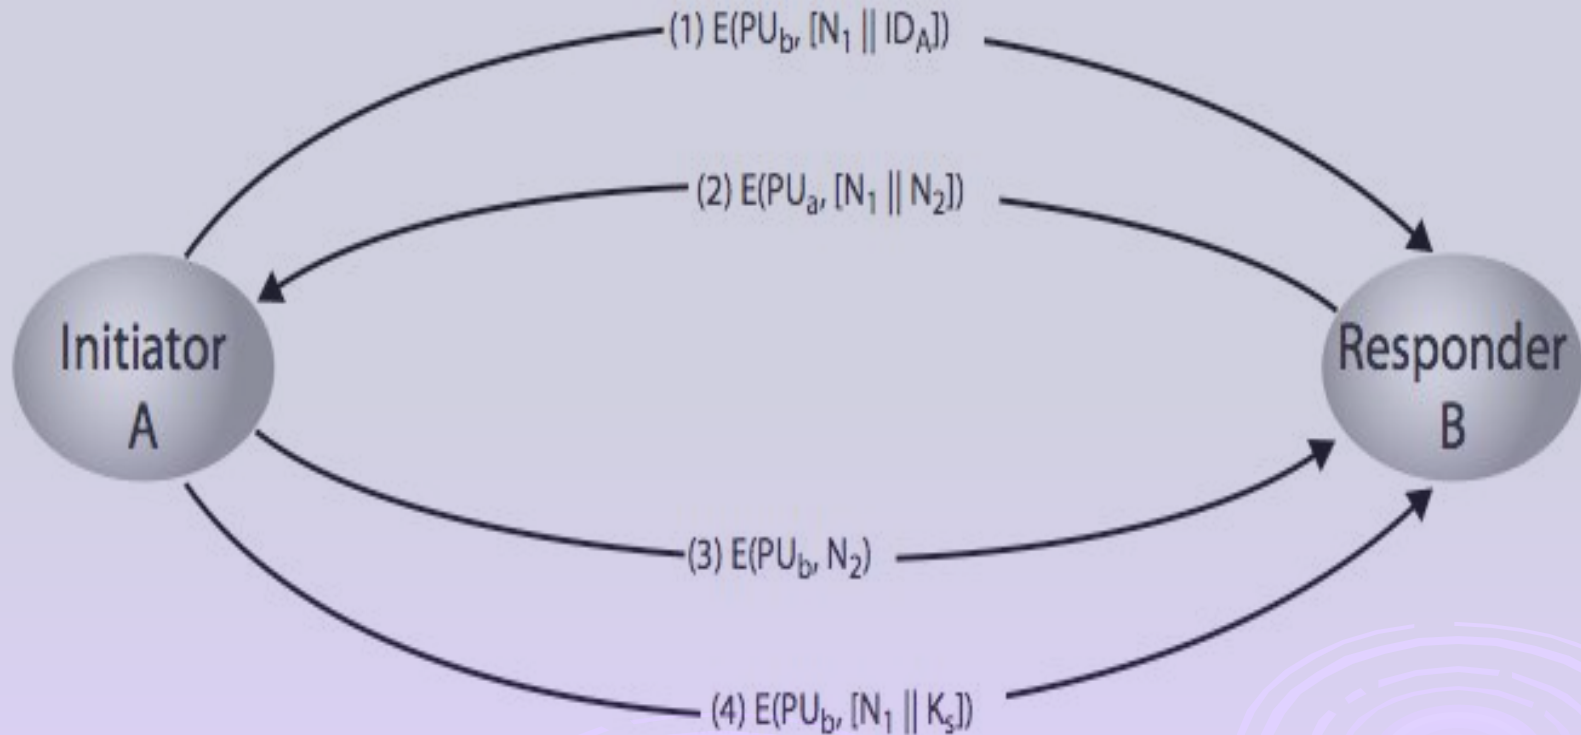 (1) E(PU_b, [N_1 || ID_A])
(2) E(PU_a, [N_1 || N_2])
Initiator
A
Responder
B
(3) E(PU_b, N_2)
(4) E(PU_b, [N_1 || K_s])